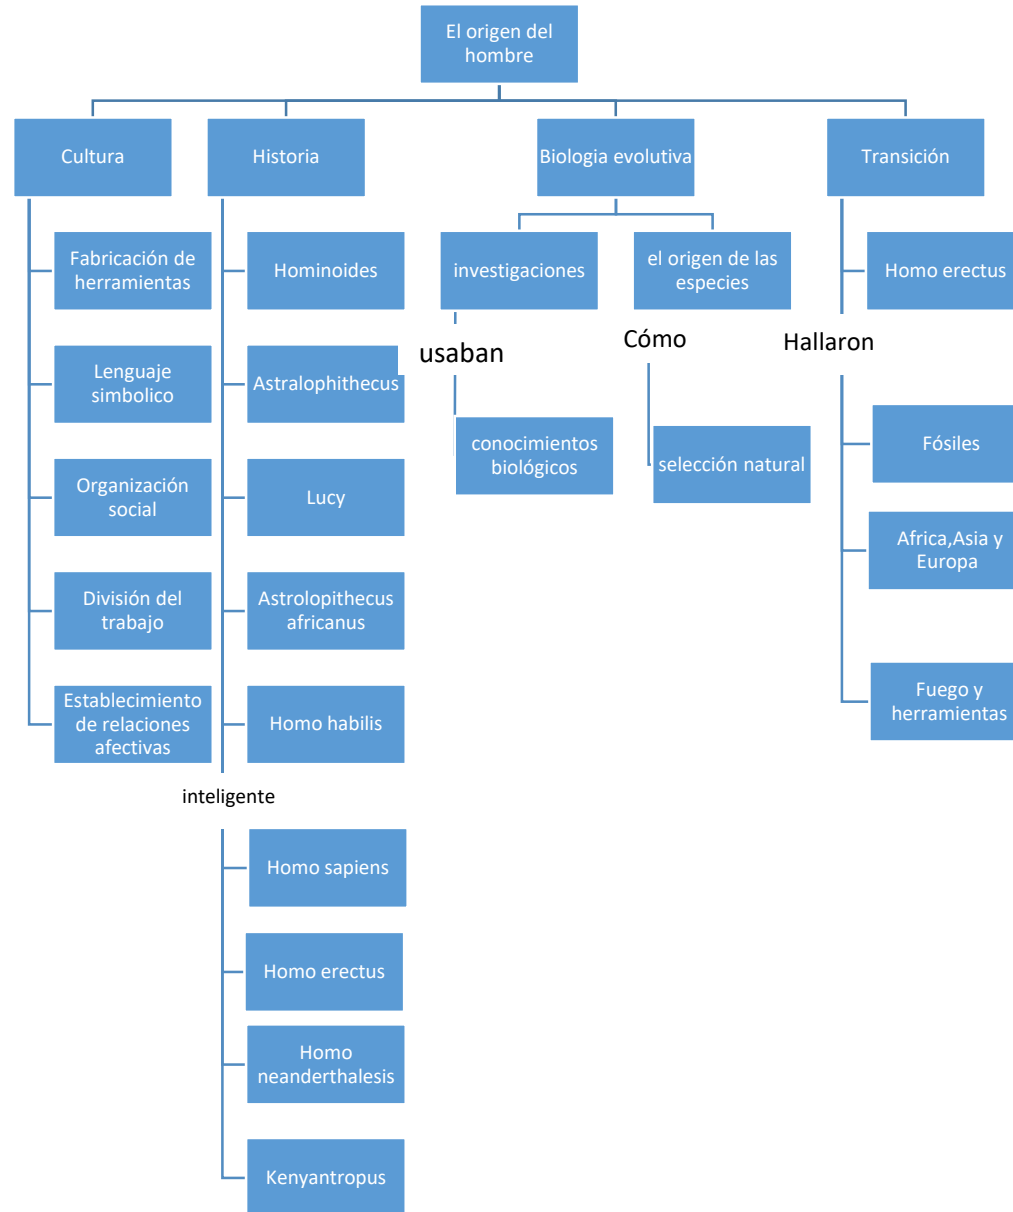 El origen del
hombre
Cultura
Historia
Biologia evolutiva
Transición
Fabricación de
herramientas
Lenguaje
simbolico
Organización
social
División del
trabajo
Establecimiento
de relaciones
afectivas
Hominoides
Astralophithecus
Lucy
Astrolopithecus
africanus
Homo habilis
inteligente
Homo sapiens
Homo erectus
Homo
neanderthalesis
Kenyantropus
investigaciones
usaban
conocimientos
biológicos
el origen de las
especies
Cómo
selección natural
Homo erectus
Hallaron
Fósiles
Africa,Asia y
Europa
Fuego y
herramientas